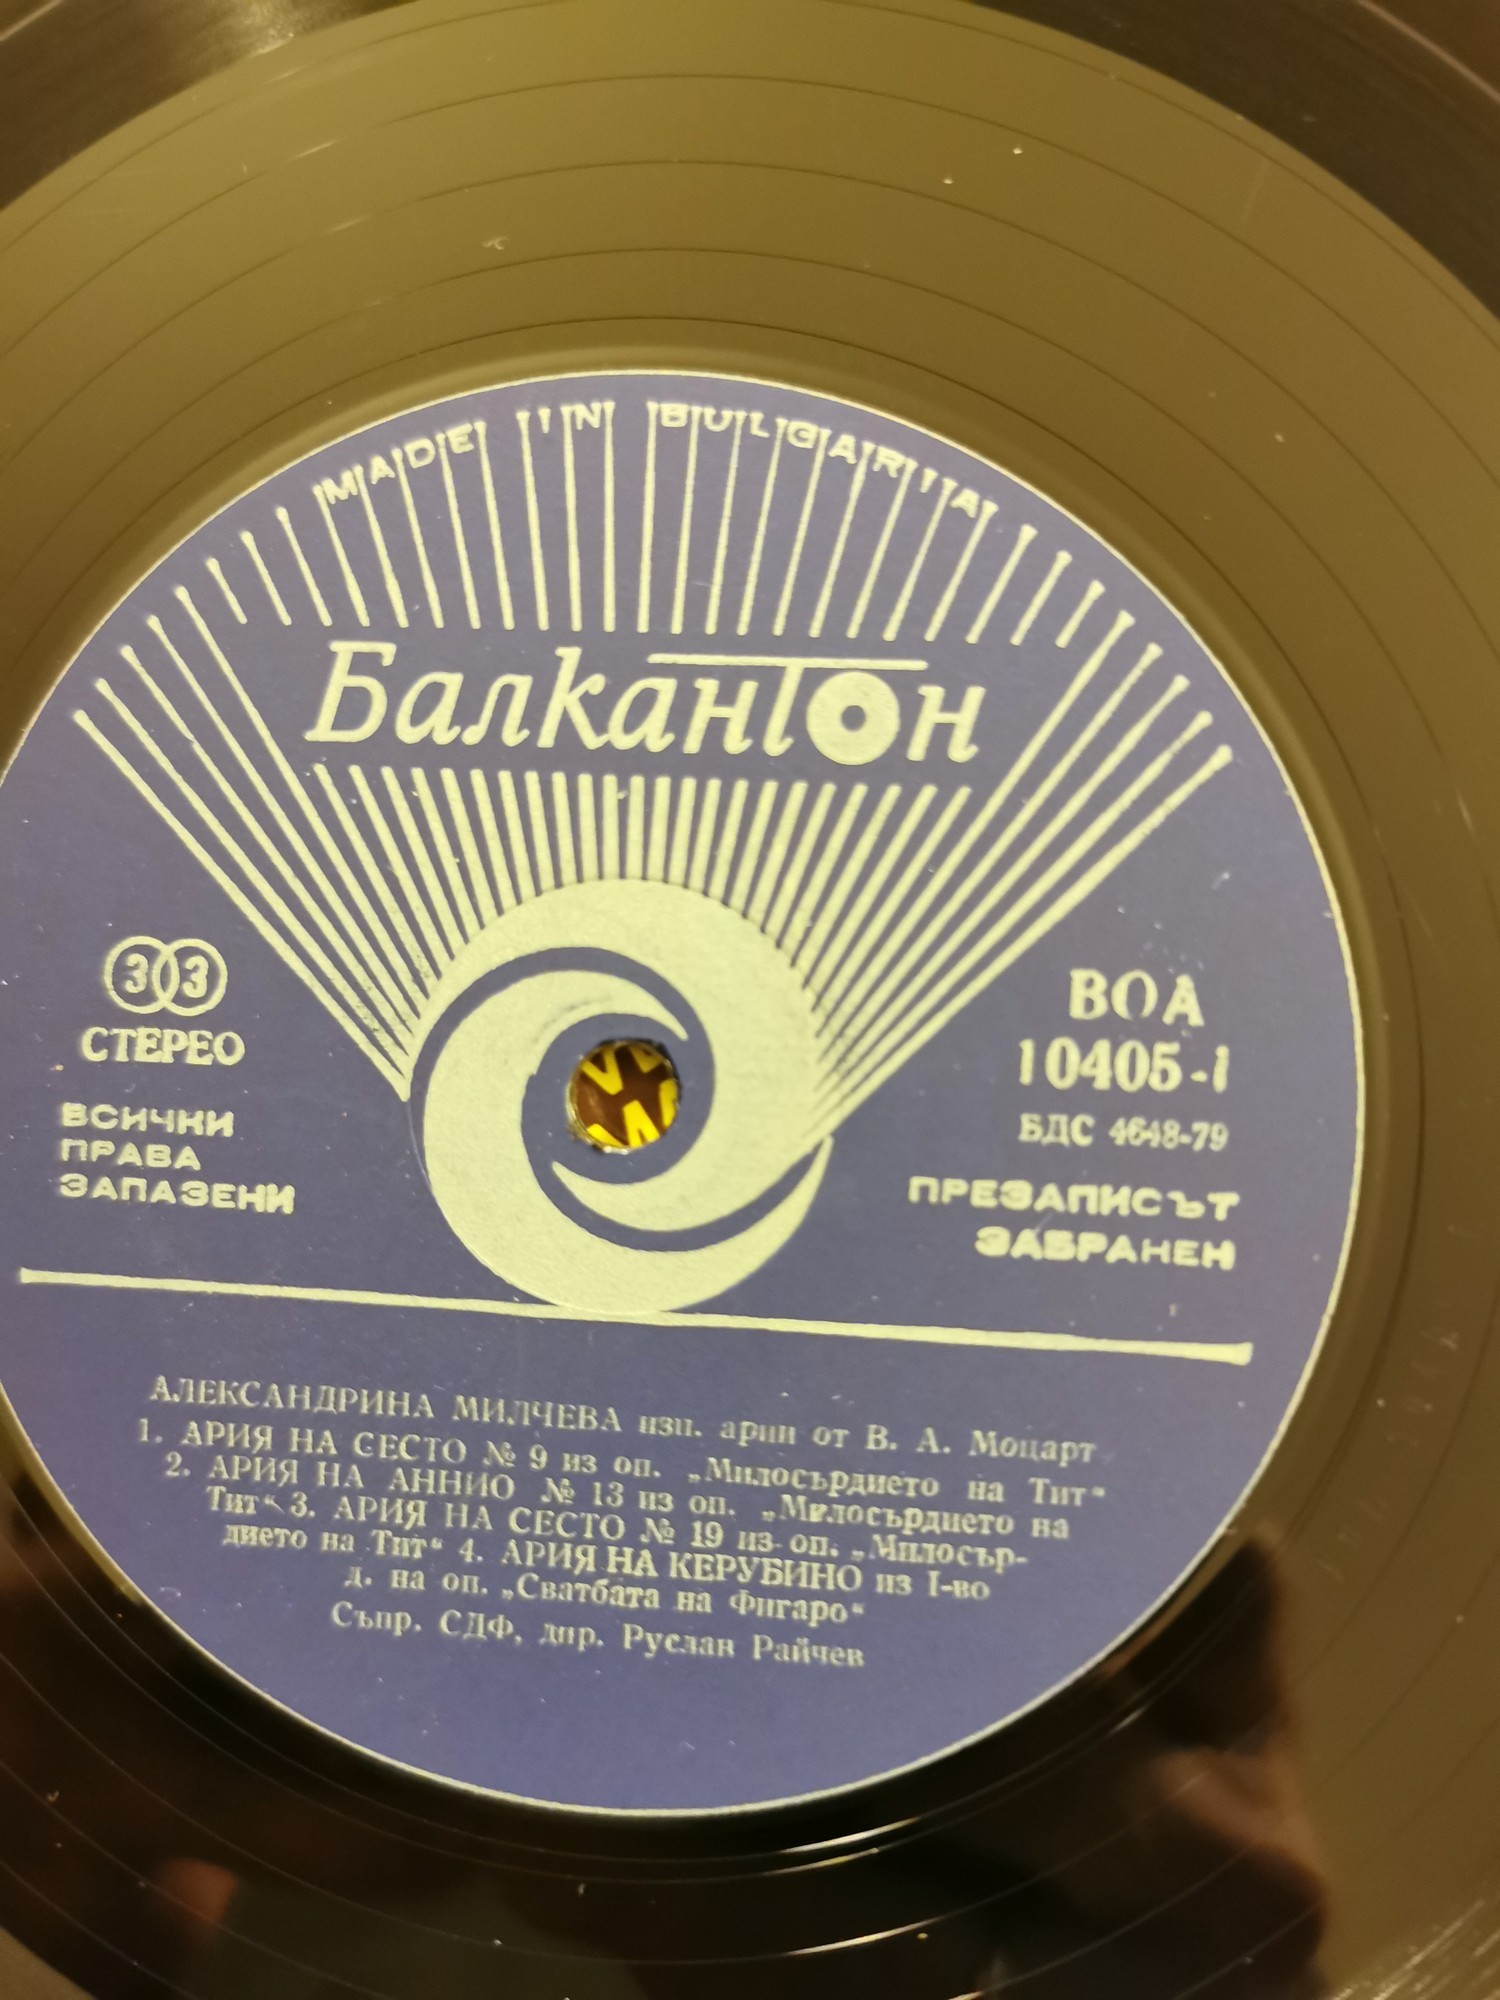 MADE IN BULGARIA
Балкантон
33
СТЕРЕО
ВСИЧКИ
ПРАВА
ЗАПАЗЕНИ
ВОА
10405-1
БДС 4648-79
ПРЕЗАПИСЪТ
ЗАБРАНЕН
АЛЕКСАНДРИНА МИЛЧЕВА изп. арии от В. А. Моцарт
1. АРИЯ НА СЕСТО № 9 из оп. „Милосърдието на Тит“
2. АРИЯ НА АННИО № 13 из оп. „Милосърдието на
Тит“ 3. АРИЯ НА СЕСТО № 19 из оп. „Милосър-
дието на Тит“ 4. АРИЯ НА КЕРУБИНО из I-во
д. на оп. „Сватбата на Фигаро“
Съпр. СДФ, дир. Руслан Райчев